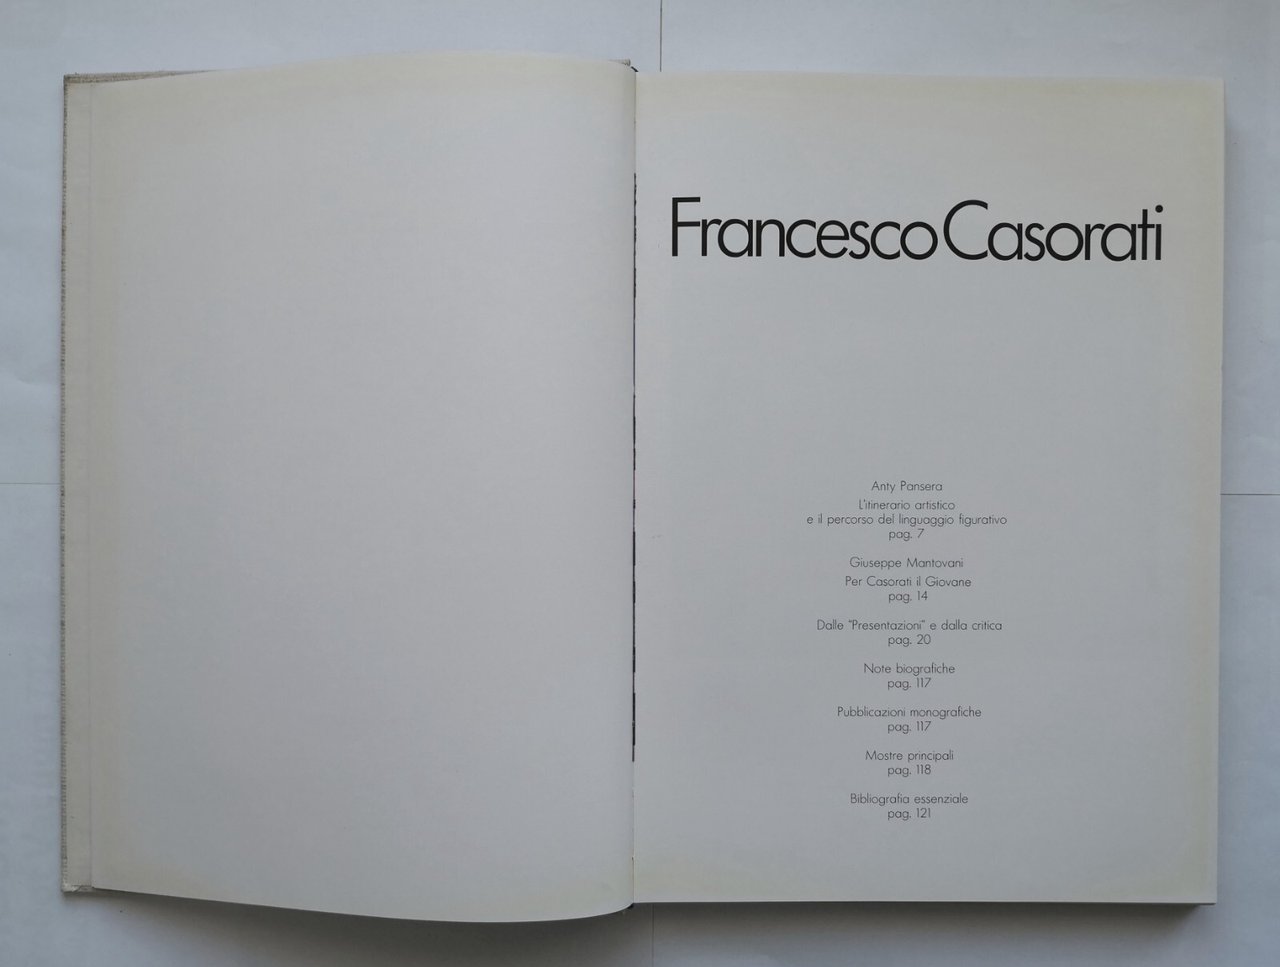 Francesco Casorati
Anty Pansera
L'itinerario artistico
e il percorso del linguaggio figurativo
pag. 7
Giuseppe Mantovani
Per Casorati il Giovane
pag. 14
Dalle "Presentazioni" e dalla critica
pag. 20
Note biografiche
pag. 117
Pubblicazioni monografiche
pag. 117
Mostre principali
pag. 118
Bibliografia essenziale
pag. 121